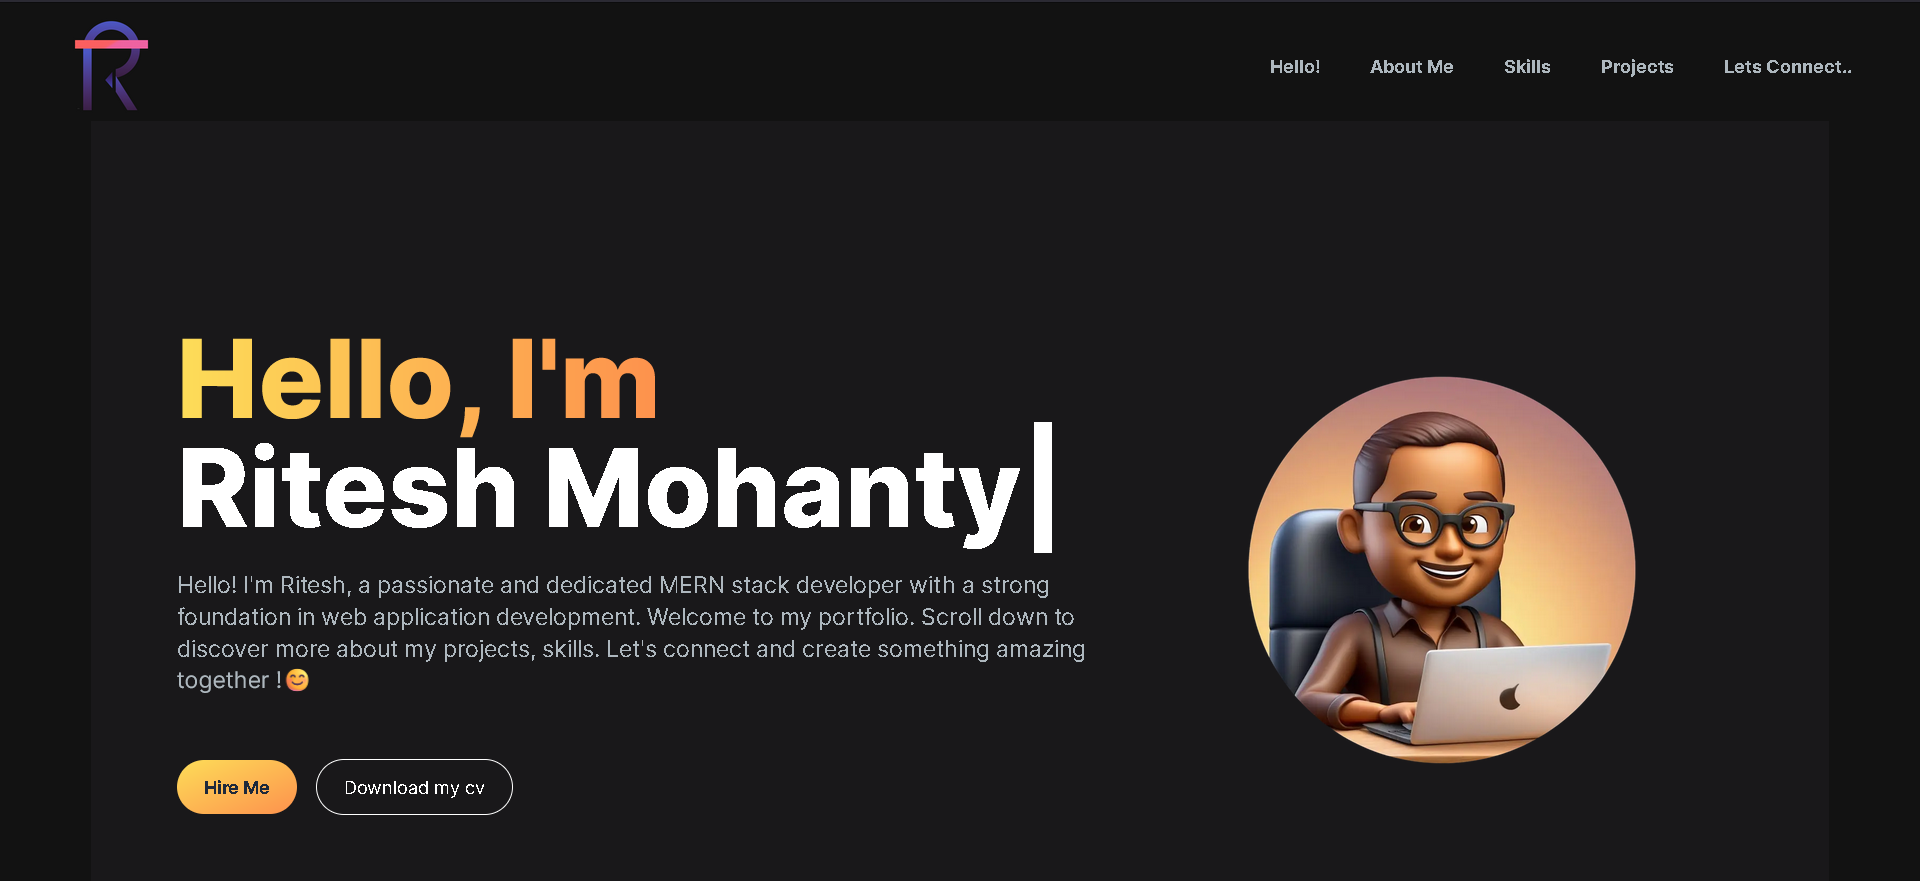 R
Hello! About Me Skills Projects Lets Connect..
Hello, I'm
Ritesh Mohanty|
Hello! I'm Ritesh, a passionate and dedicated MERN stack developer with a strong
foundation in web application development. Welcome to my portfolio. Scroll down to
discover more about my projects, skills. Let's connect and create something amazing
together !😊
Hire Me Download my cv